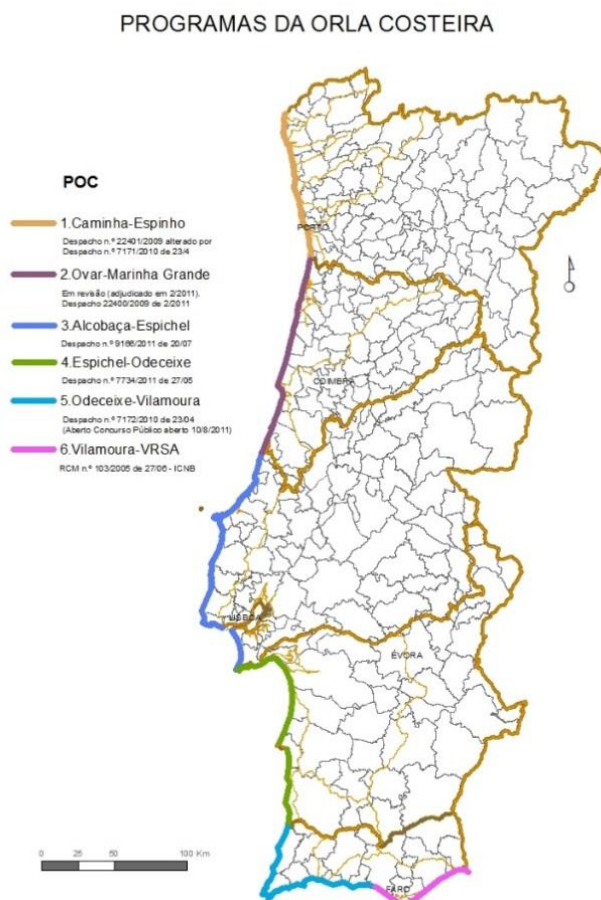 PROGRAMAS DA ORLA COSTEIRA
POC
1.Caminha-Espinho
Despacho n.º 22401/2009 alterado por
Despacho n.º 7171/2010 de 23/4
2.Ovar-Marinha Grande
Em revisão (adjudicado em 2/2011).
Despacho 22400/2009 de 2/2011
3.Alcobaça-Espichel
Despacho n.º 9166/2011 de 20/07
4.Espichel-Odeceixe
Despacho n.º 7734/2011 de 27/05
5.Odeceixe-Vilamoura
Despacho n.º 7172/2010 de 23/04
(Aberto Concurso Público aberto 10/8/2011)
6.Vilamoura-VRSA
RCM n.º 103/2005 de 27/06 - ICNB
PORTO
COIMBRA
LISBOA
ÉVORA
FARO
0 25 50 100 Km